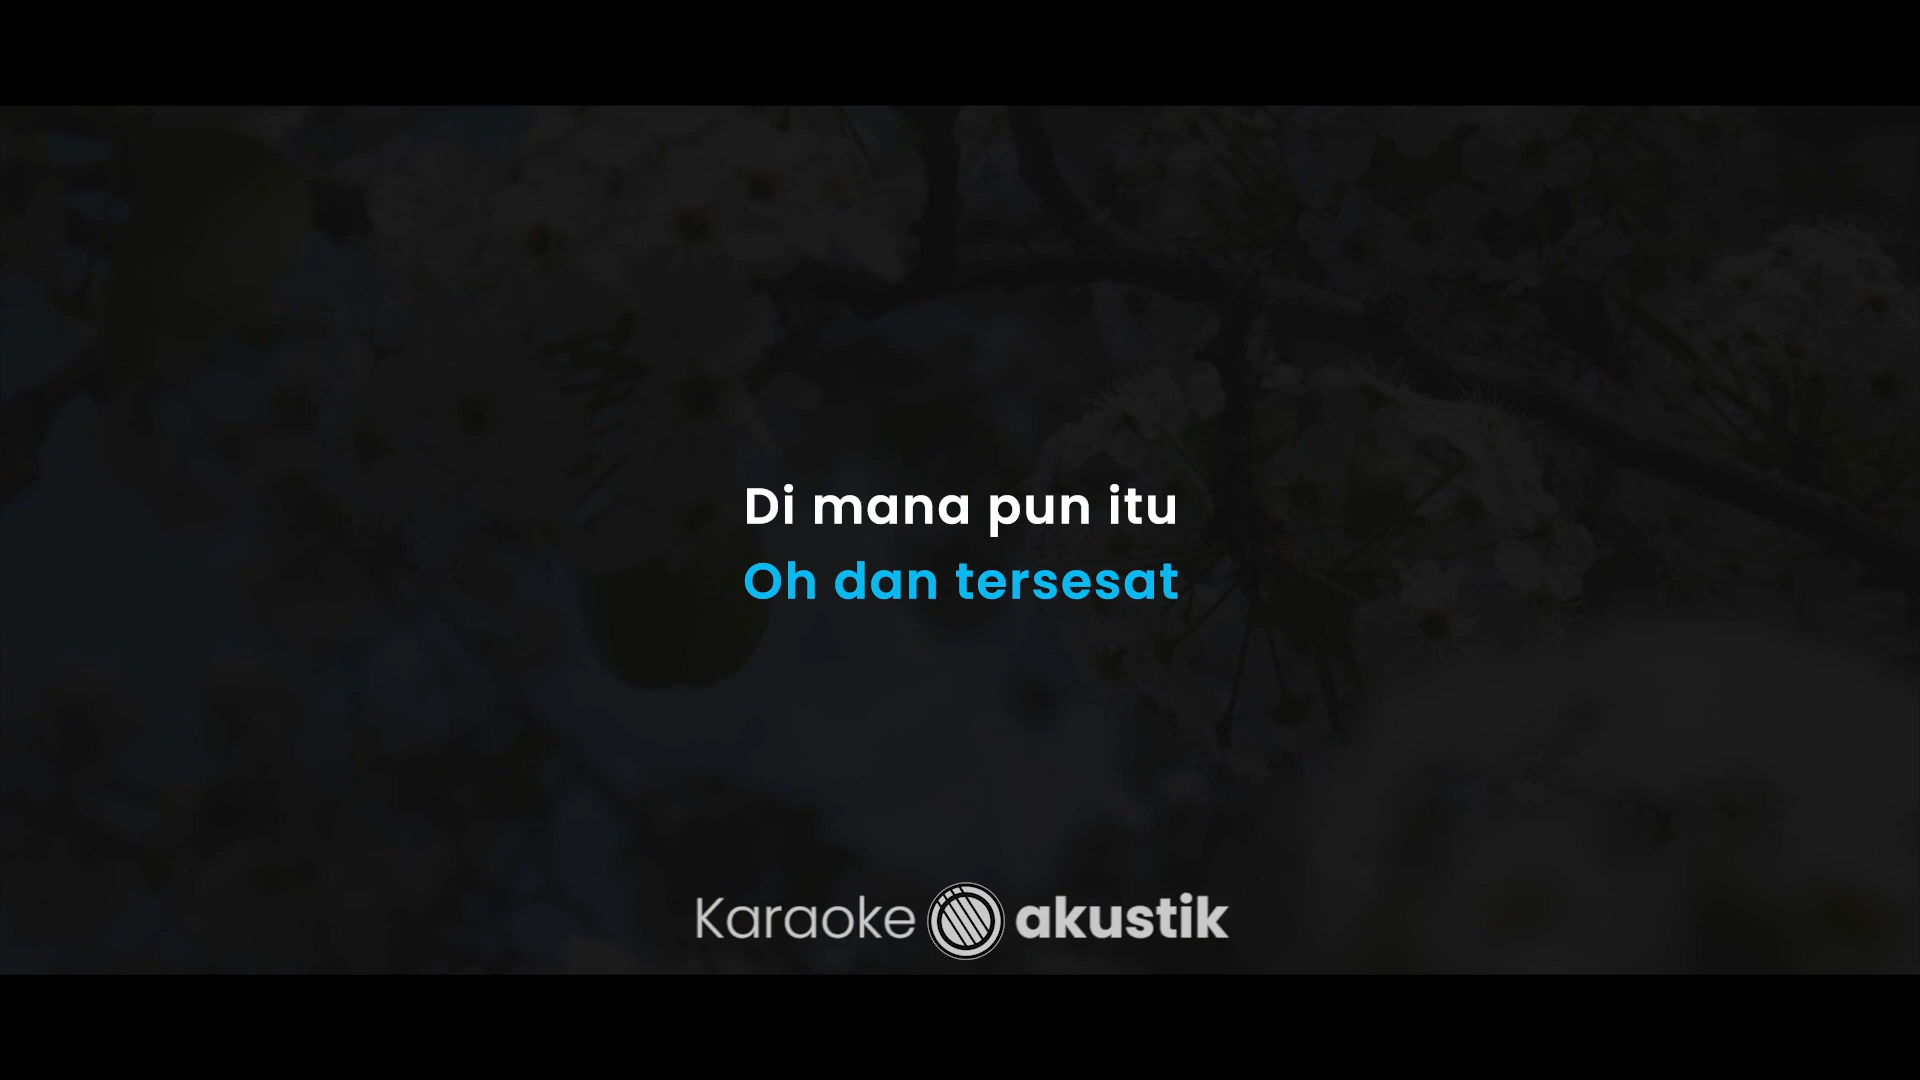 Di mana pun itu
Oh dan tersesat
Karaoke akustik